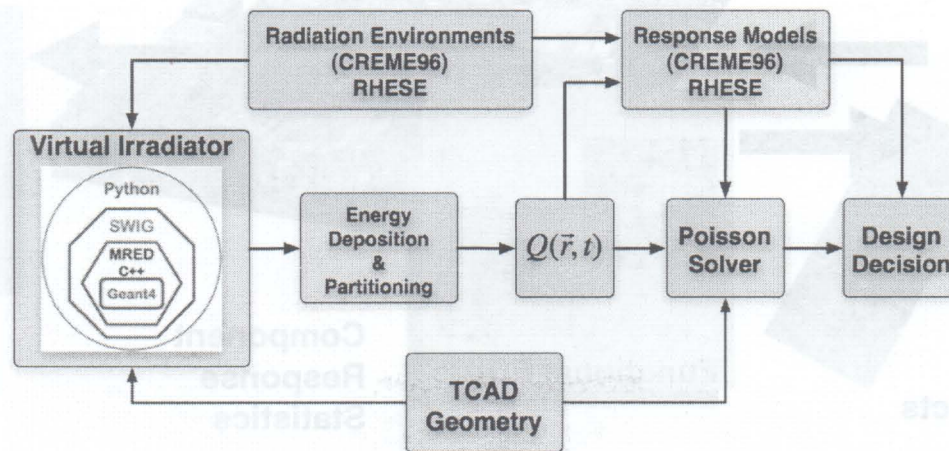 Radiation Environments
(CREME96)
RHESE
Response Models
(CREME96)
RHESE
Virtual Irradiator
Python
SWIG
MRED
C++
Geant4
Energy
Deposition
&
Partitioning
Q(r⃗, t)
Poisson
Solver
Design
Decision
TCAD
Geometry
Component
Response
Statistics